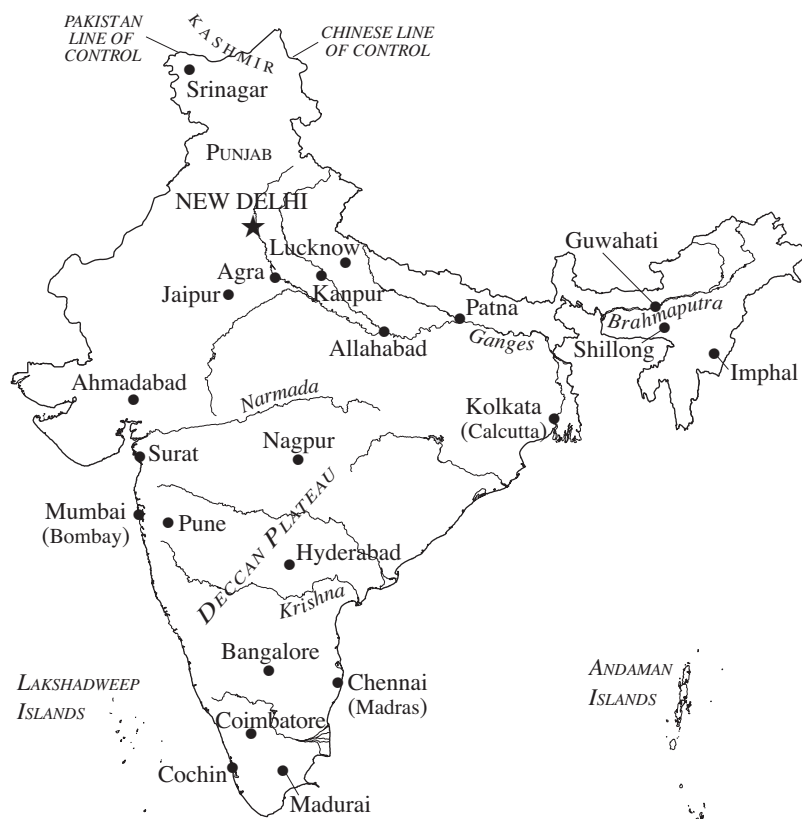 PAKISTAN
LINE OF
CONTROL
KASHMIR
CHINESE LINE
OF CONTROL
Srinagar
PUNJAB
NEW DELHI
Lucknow
Guwahati
Agra
Jaipur
Kanpur
Patna
Brahmaputra
Ganges
Allahabad
Shillong
Imphal
Ahmadabad
Narmada
Kolkata
(Calcutta)
Nagpur
Surat
Mumbai
(Bombay)
Pune
DECCAN PLATEAU
Hyderabad
Krishna
Bangalore
LAKSHADWEEP
ISLANDS
Chennai
(Madras)
ANDAMAN
ISLANDS
Coimbatore
Cochin
Madurai